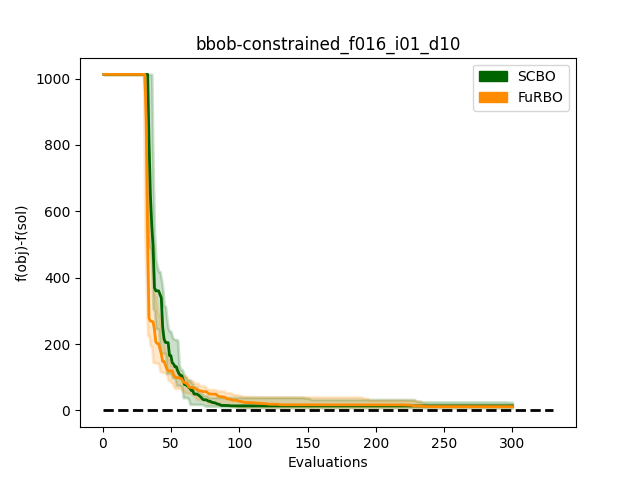 bbob-constrained_f016_i01_d10
SCBO
FuRBO
f(obj)-f(sol)
1000
800
600
400
200
0
0 50 100 150 200 250 300
Evaluations